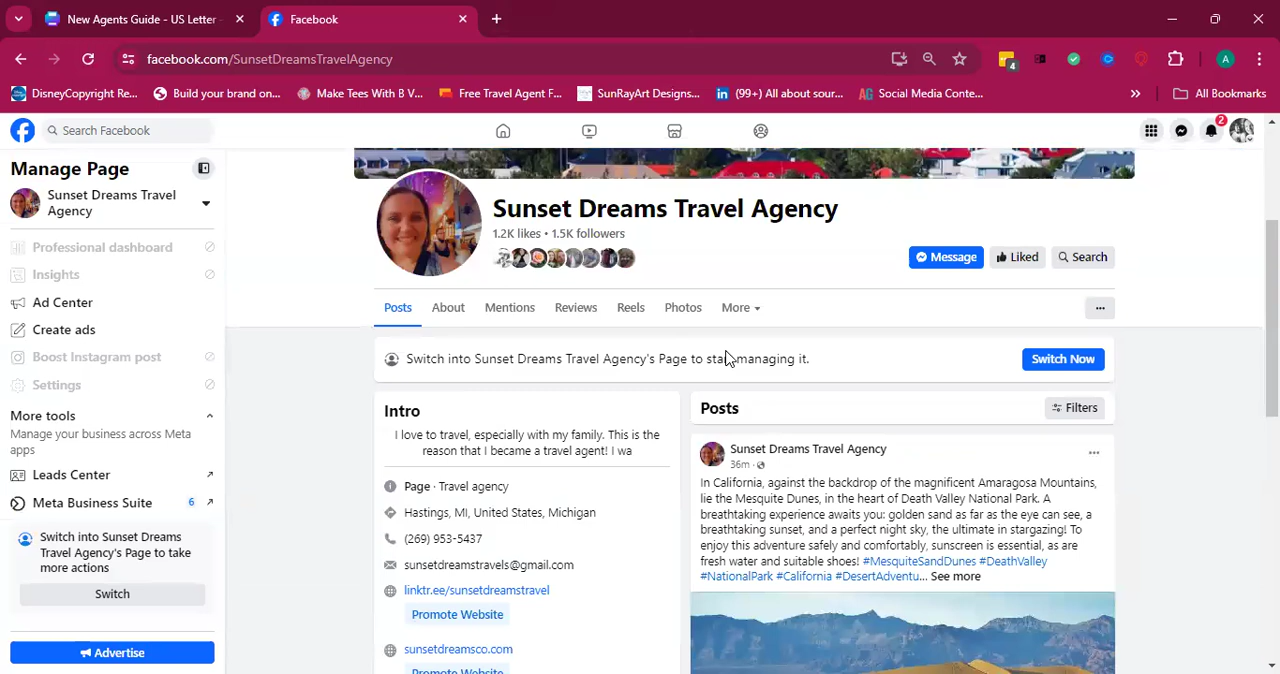 New Agents Guide - US Letter
Facebook
facebook.com/SunsetDreamsTravelAgency
4
A
DisneyCopyright Re...
Build your brand on...
Make Tees With B V...
Free Travel Agent F...
SunRayArt Designs...
(99+) All about sour...
Social Media Conte...
All Bookmarks
Search Facebook
2
Manage Page
Sunset Dreams Travel
Agency
Professional dashboard
Insights
Ad Center
Create ads
Boost Instagram post
Settings
More tools
Manage your business across Meta
apps
Leads Center
Meta Business Suite 6
Switch into Sunset Dreams
Travel Agency's Page to take
more actions
Switch
Advertise
Sunset Dreams Travel Agency
1.2K likes • 1.5K followers
Message
Liked
Search
Posts
About
Mentions
Reviews
Reels
Photos
More
Switch into Sunset Dreams Travel Agency's Page to start managing it.
Switch Now
Intro
I love to travel, especially with my family. This is the
reason that I became a travel agent! I wa
Page · Travel agency
Hastings, MI, United States, Michigan
(269) 953-5437
sunsetdreamstravels@gmail.com
linktr.ee/sunsetdreamstravel
Promote Website
sunsetdreamsco.com
Promote Website
Posts
Filters
Sunset Dreams Travel Agency
36m ·
In California, against the backdrop of the magnificent Amaragosa Mountains,
lie the Mesquite Dunes, in the heart of Death Valley National Park. A
breathtaking experience awaits you: golden sand as far as the eye can see, a
breathtaking sunset, and a perfect night sky, the ultimate in stargazing! To
enjoy this adventure safely and comfortably, sunscreen is essential, as are
fresh water and suitable shoes! #MesquiteSandDunes #DeathValley
#NationalPark #California #DesertAdventu... See more